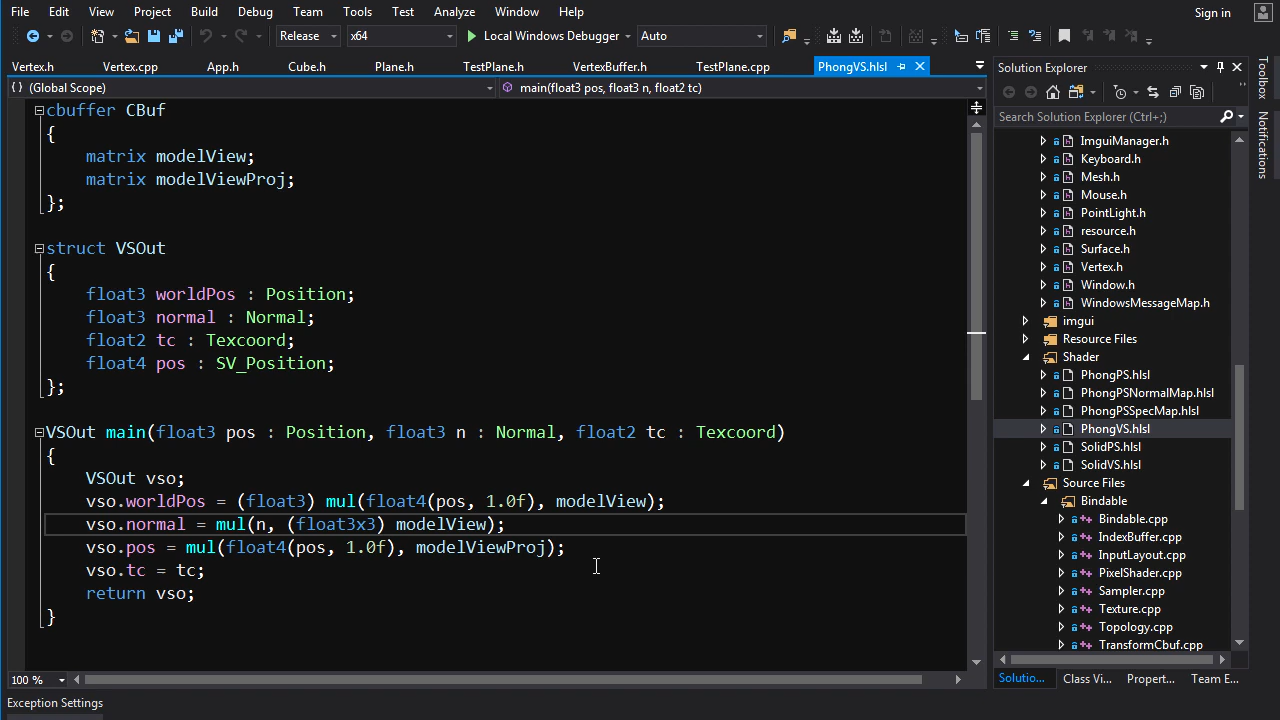 File Edit View Project Build Debug Team Tools Test Analyze Window Help Sign in
Release x64 Local Windows Debugger Auto
Vertex.h Vertex.cpp App.h Cube.h Plane.h TestPlane.h VertexBuffer.h TestPlane.cpp PhongVS.hlsl
(Global Scope) main(float3 pos, float3 n, float2 tc)
cbuffer CBuf
{
matrix modelView;
matrix modelViewProj;
};
struct VSOut
{
float3 worldPos : Position;
float3 normal : Normal;
float2 tc : Texcoord;
float4 pos : SV_Position;
};
VSOut main(float3 pos : Position, float3 n : Normal, float2 tc : Texcoord)
{
VSOut vso;
vso.worldPos = (float3) mul(float4(pos, 1.0f), modelView);
vso.normal = mul(n, (float3x3) modelView);
vso.pos = mul(float4(pos, 1.0f), modelViewProj);
vso.tc = tc;
return vso;
}
100 %
Exception Settings
Solution Explorer
Search Solution Explorer (Ctrl+;)
ImguiManager.h
Keyboard.h
Mesh.h
Mouse.h
PointLight.h
resource.h
Surface.h
Vertex.h
Window.h
WindowsMessageMap.h
imgui
Resource Files
Shader
PhongPS.hlsl
PhongPSNormalMap.hlsl
PhongPSSpecMap.hlsl
PhongVS.hlsl
SolidPS.hlsl
SolidVS.hlsl
Source Files
Bindable
Bindable.cpp
IndexBuffer.cpp
InputLayout.cpp
PixelShader.cpp
Sampler.cpp
Texture.cpp
Topology.cpp
TransformCbuf.cpp
Solutio... Class Vi... Propert... Team E...
Toolbox
Notifications